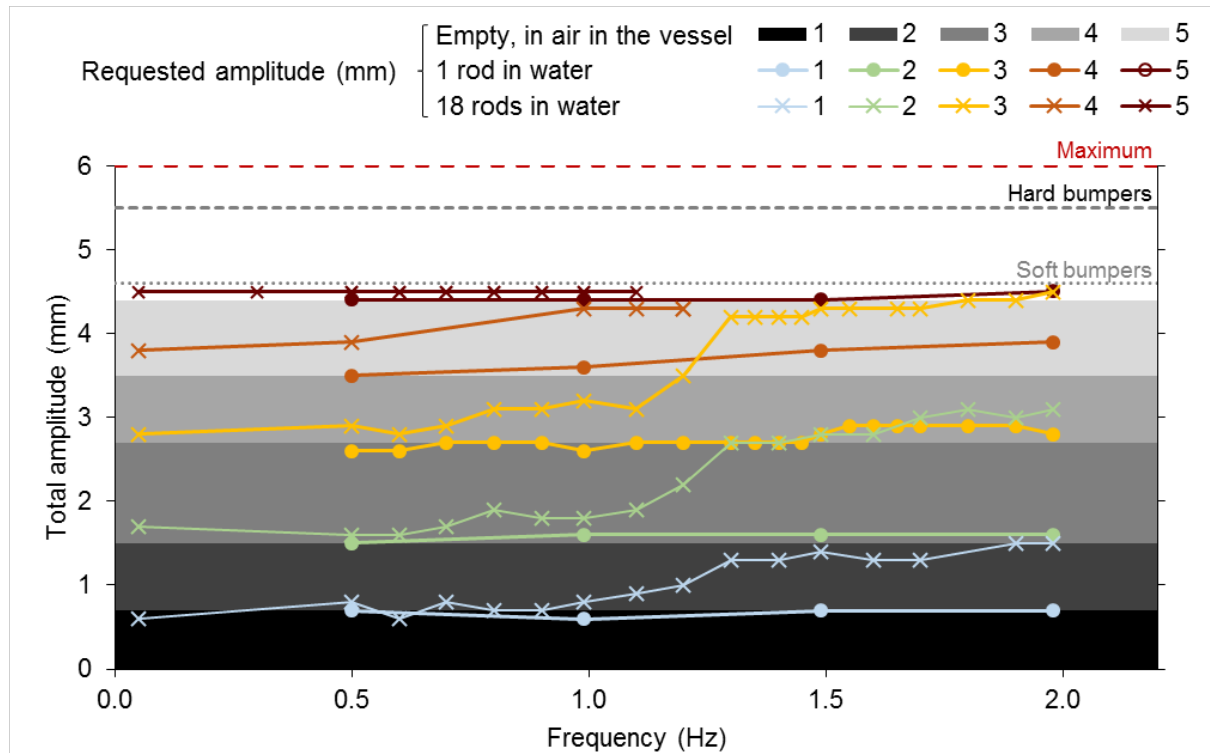 Empty, in air in the vessel 1 2 3 4 5
Requested amplitude (mm)
1 rod in water 1 2 3 4 5
18 rods in water 1 2 3 4 5
Maximum
Hard bumpers
Soft bumpers
Total amplitude (mm)
6
5
4
3
2
1
0
0.0 0.5 1.0 1.5 2.0
Frequency (Hz)